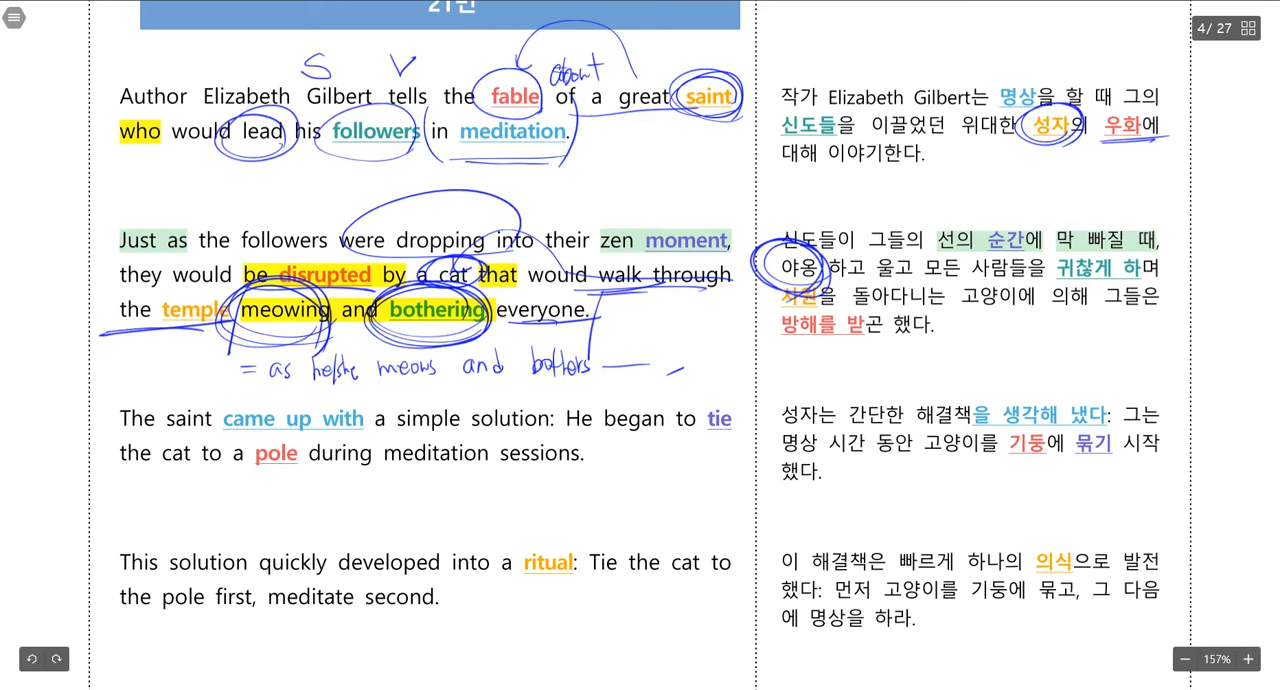 21번
4/ 27
S V
about
Author Elizabeth Gilbert tells the fable of a great saint
who would lead his followers in meditation.
작가 Elizabeth Gilbert는 명상을 할 때 그의
신도들을 이끌었던 위대한 성자의 우화에
대해 이야기한다.
Just as the followers were dropping into their zen moment,
they would be disrupted by a cat that would walk through
the temple meowing and bothering everyone.
= as he/she meows and bothers
신도들이 그들의 선의 순간에 막 빠질 때,
야옹 하고 울고 모든 사람들을 귀찮게 하며
사원을 돌아다니는 고양이에 의해 그들은
방해를 받곤 했다.
The saint came up with a simple solution: He began to tie
the cat to a pole during meditation sessions.
성자는 간단한 해결책을 생각해 냈다: 그는
명상 시간 동안 고양이를 기둥에 묶기 시작
했다.
This solution quickly developed into a ritual: Tie the cat to
the pole first, meditate second.
이 해결책은 빠르게 하나의 의식으로 발전
했다: 먼저 고양이를 기둥에 묶고, 그 다음
에 명상을 하라.
157%